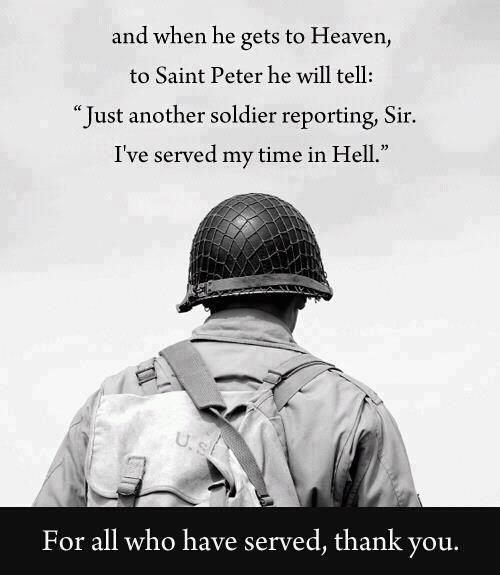 and when he gets to Heaven,
to Saint Peter he will tell:
“Just another soldier reporting, Sir.
I've served my time in Hell.”
U.S
For all who have served, thank you.